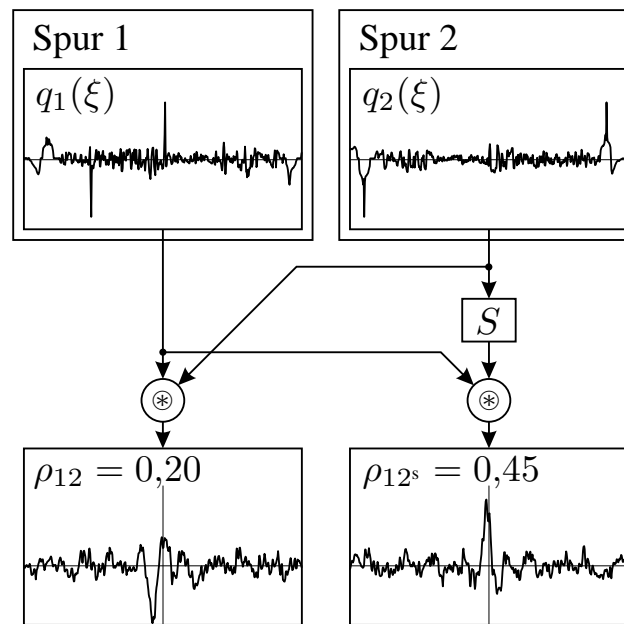 Spur 1
Spur 2
q₁(ξ)
q₂(ξ)
S
⊛
⊛
ρ₁₂ = 0,20
ρ₁₂ˢ = 0,45